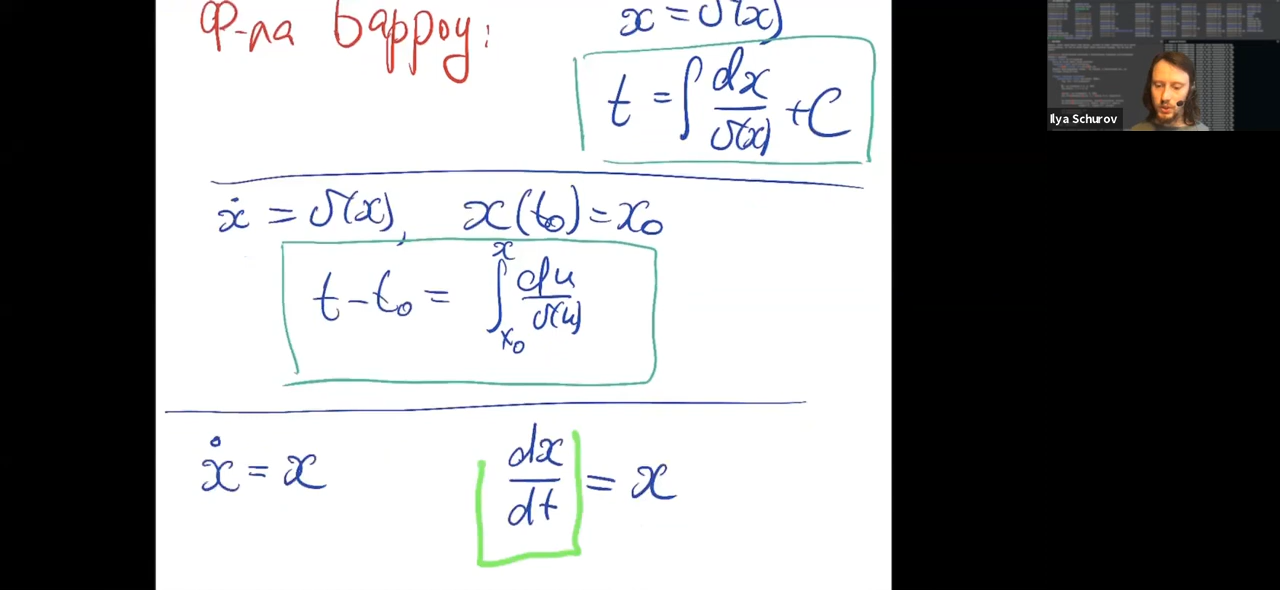 Ф-ла Барроу:
ẋ = v(x)
t = ∫ dx/v(x) + C
ẋ = v(x), x(t₀) = x₀
t - t₀ = ∫_{x₀}^{x} du/v(u)
ẋ = x
dx/dt = x
Ilya Schurov